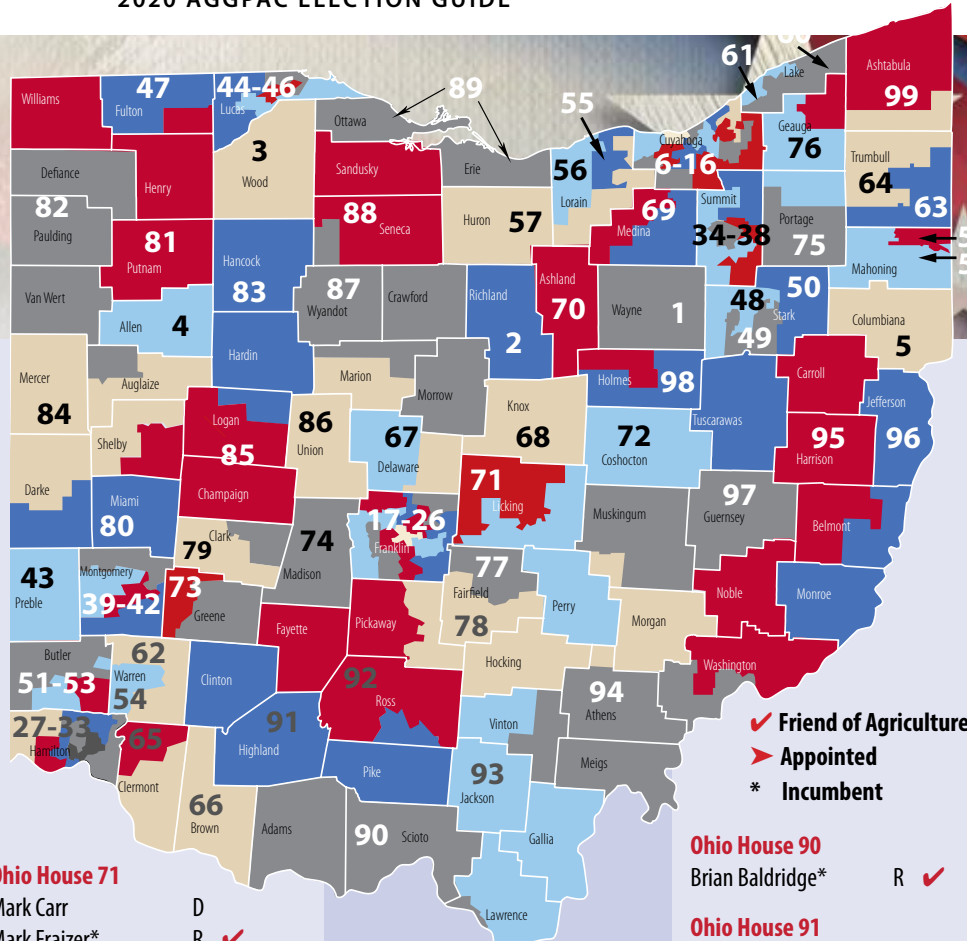 2020 AGGPAC ELECTION GUIDE
61
Lake
Ashtabula
99
Williams
47
Fulton
44-46
Lucas
89
55
Geauga
76
Ottawa
Cuyahoga
6-16
3
Wood
Sandusky
Erie
56
Lorain
Trumbull
64
63
Defiance
82
Paulding
Henry
88
Seneca
Huron
57
69
Medina
Summit
34-38
Portage
75
81
Putnam
Hancock
83
87
Wyandot
Crawford
Richland
2
Ashland
70
Wayne
1
Mahoning
Van Wert
Allen
4
48
49
Stark
50
Columbiana
5
Hardin
Mercer
84
Auglaize
Marion
Morrow
Holmes
98
Carroll
Jefferson
96
Logan
85
86
Union
67
Delaware
Knox
68
72
Coshocton
Tuscarawas
95
Harrison
Shelby
Darke
Miami
80
Champaign
71
Licking
Muskingum
97
Guernsey
Belmont
17-26
Franklin
79
Clark
74
Madison
43
Preble
Montgomery
39-42
73
Greene
77
Fairfield
78
Perry
Noble
Monroe
Morgan
Fayette
Pickaway
Butler
51-53
62
Warren
54
Clinton
Hocking
Washington
92
Ross
94
Athens
27-33
Hamilton
65
Clermont
91
Highland
Vinton
Pike
93
Jackson
Meigs
66
Brown
Adams
90
Scioto
Gallia
Lawrence
✔ Friend of Agriculture
➤ Appointed
* Incumbent
Ohio House 90
Brian Baldridge* R ✔
Ohio House 91
Ohio House 71
Mark Carr D
Mark Fraizer* R ✔